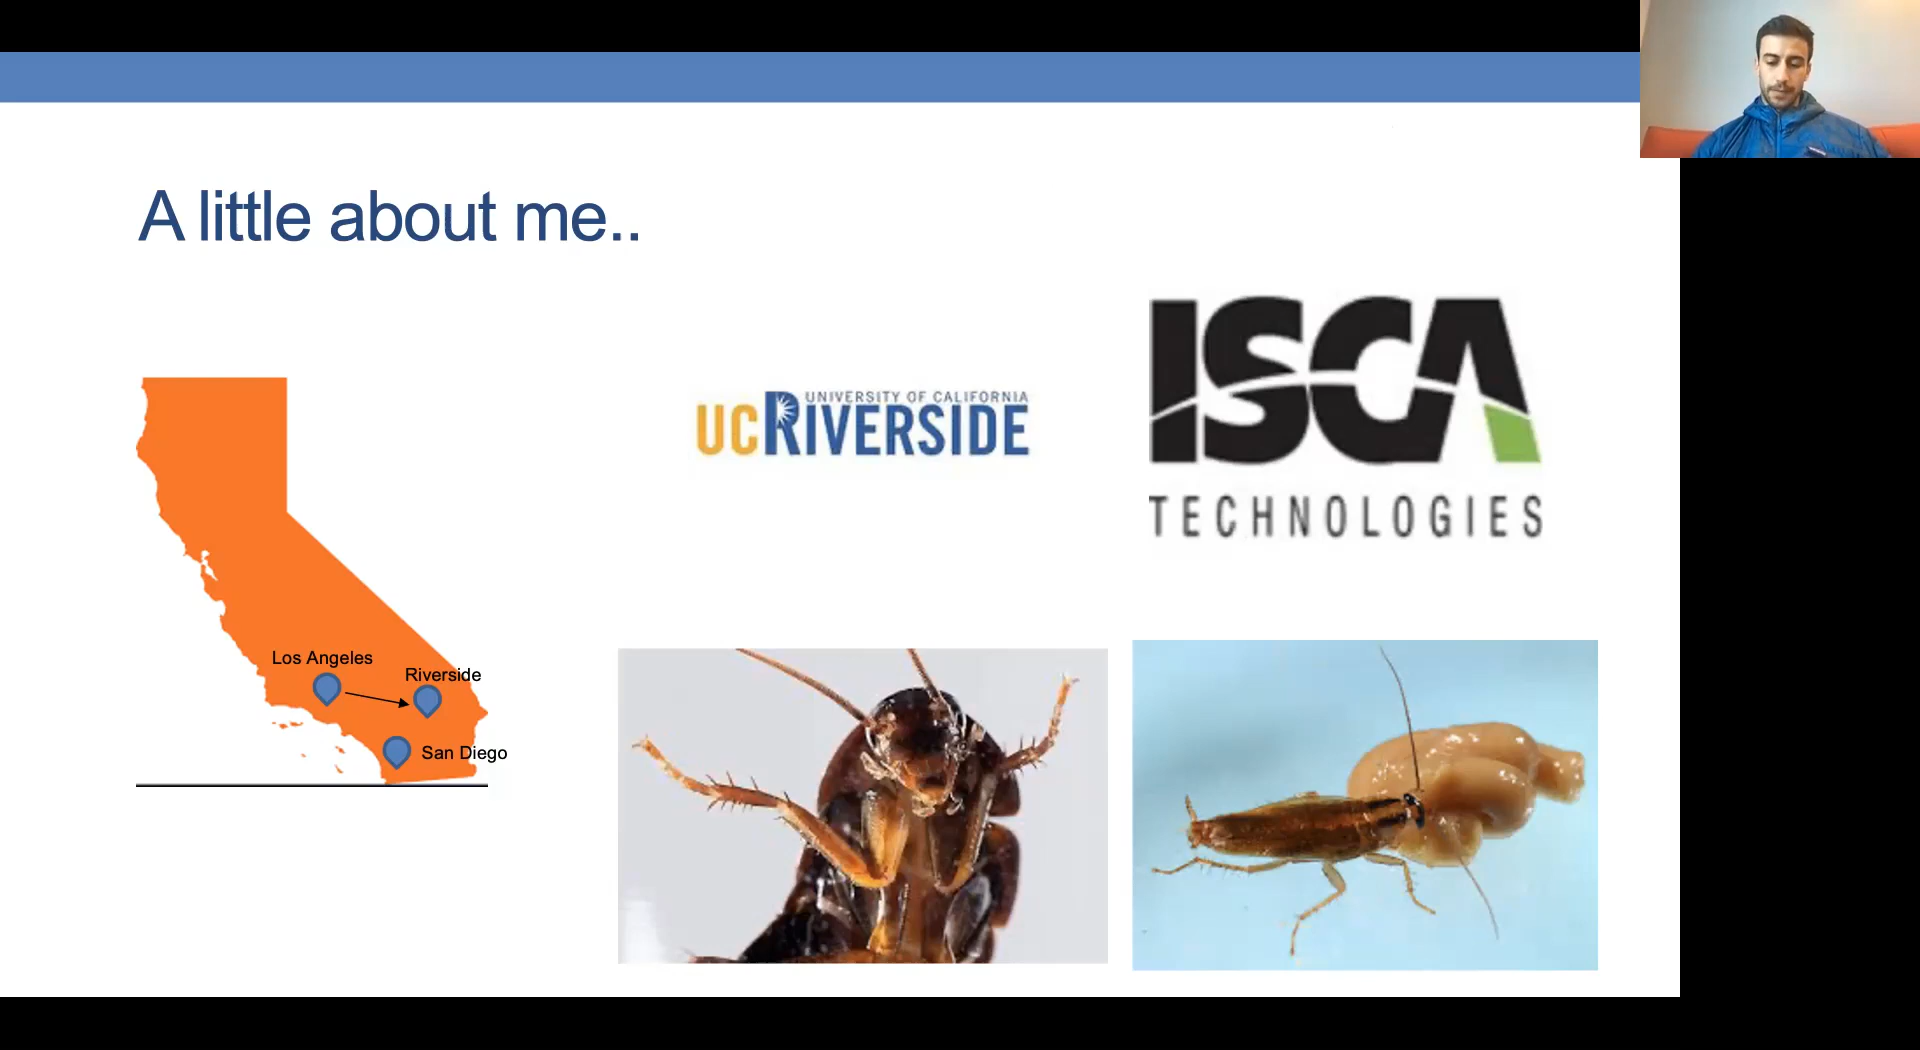 A little about me..
UNIVERSITY OF CALIFORNIA
UCRIVERSIDE
ISCA
TECHNOLOGIES
Los Angeles
Riverside
San Diego